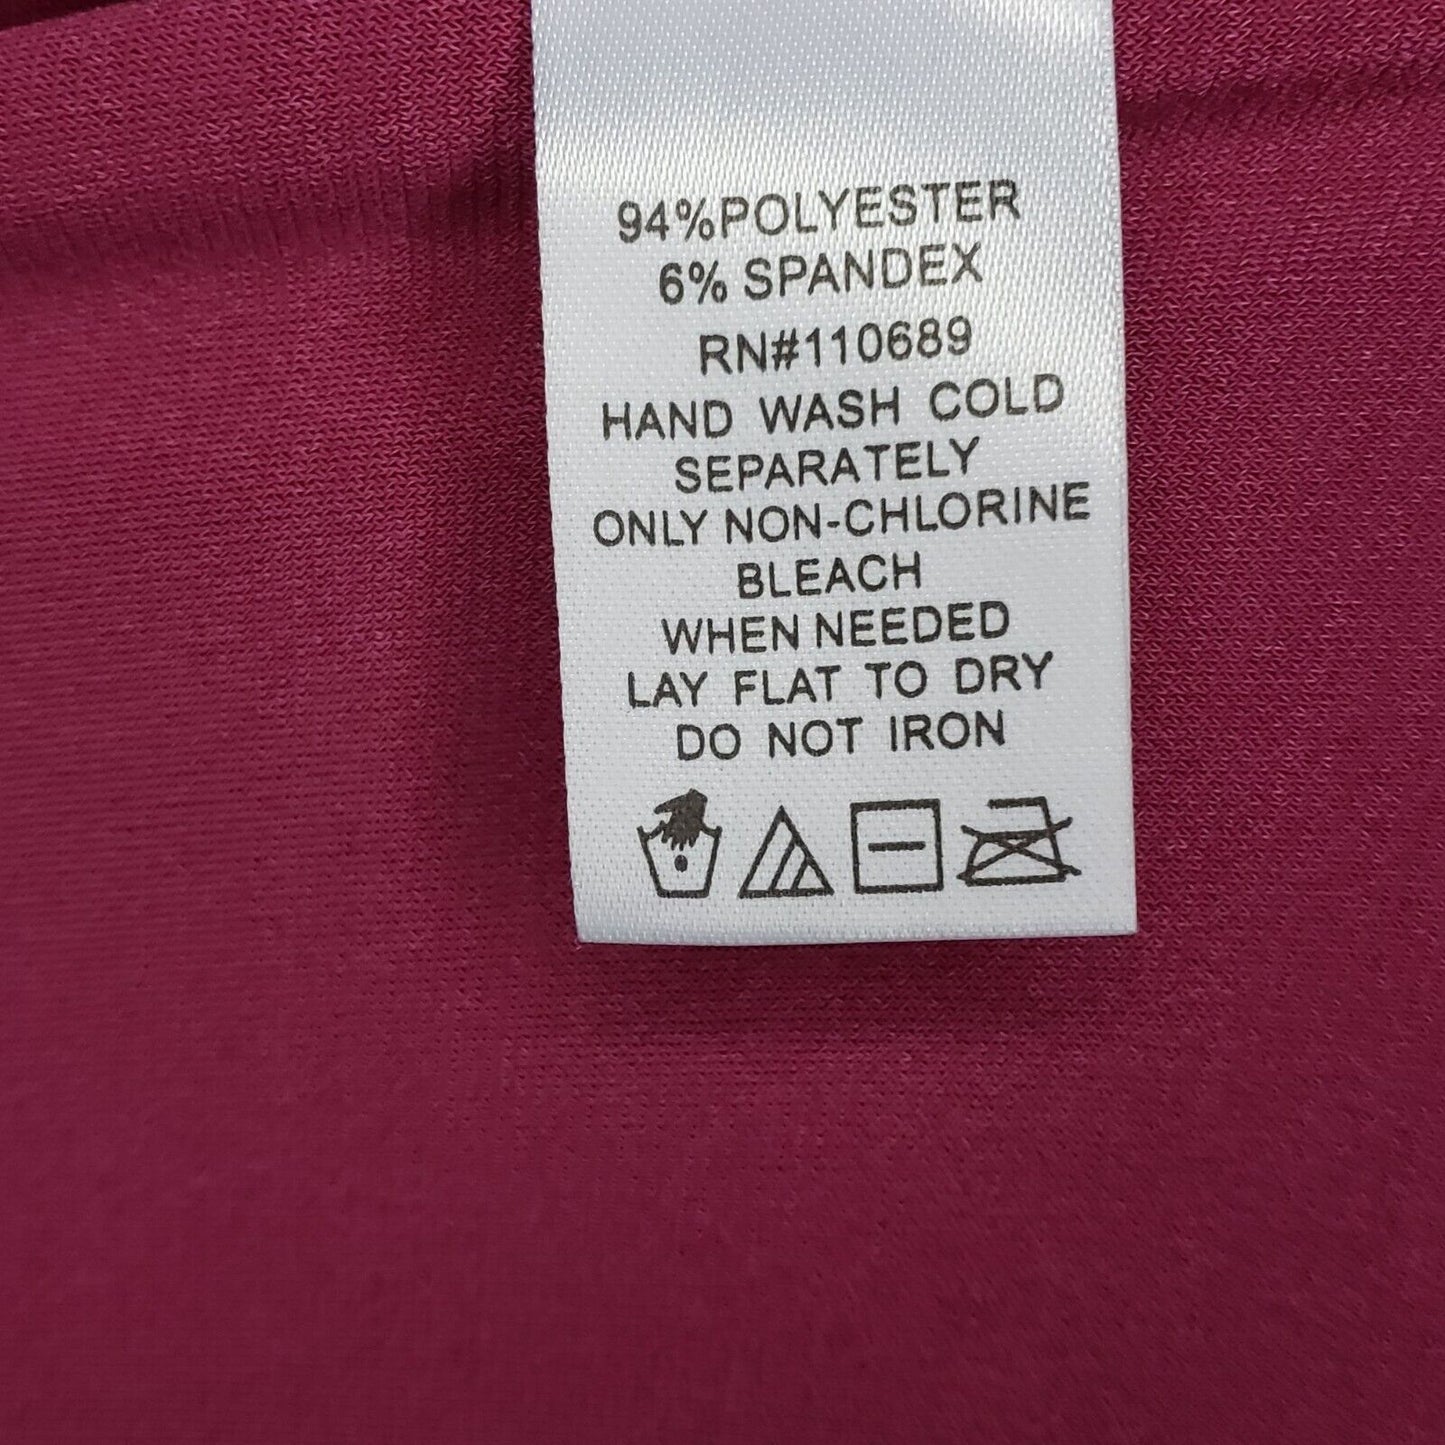 94%POLYESTER
6% SPANDEX
RN#110689
HAND WASH COLD
SEPARATELY
ONLY NON-CHLORINE
BLEACH
WHEN NEEDED
LAY FLAT TO DRY
DO NOT IRON